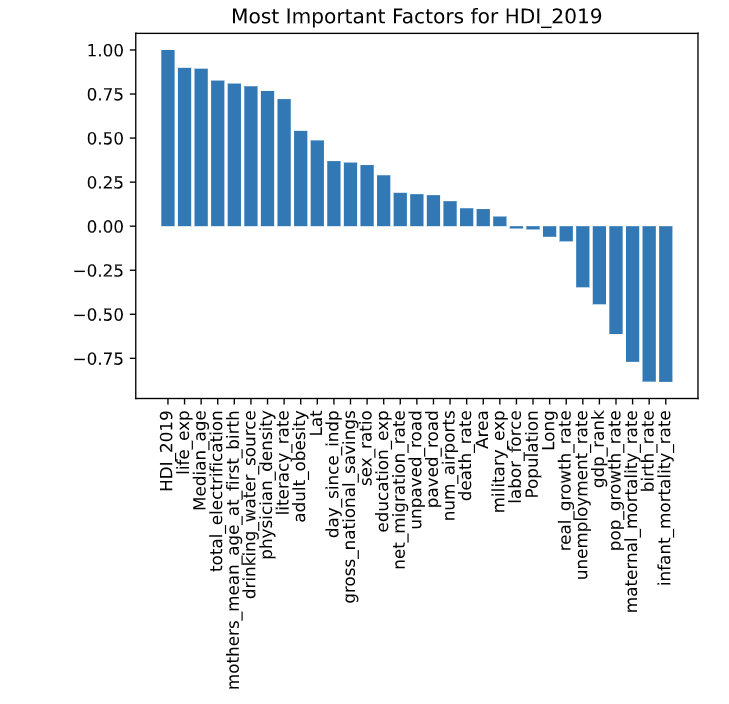 Most Important Factors for HDI_2019
1.00
0.75
0.50
0.25
0.00
−0.25
−0.50
−0.75
HDI_2019
life_exp
Median_age
total_electrification
mothers_mean_age_at_first_birth
drinking_water_source
physician_density
literacy_rate
adult_obesity
Lat
day_since_indp
gross_national_savings
sex_ratio
education_exp
net_migration_rate
unpaved_road
paved_road
num_airports
death_rate
Area
military_exp
labor_force
Population
Long
real_growth_rate
unemployment_rate
gdp_rank
pop_growth_rate
maternal_mortality_rate
birth_rate
infant_mortality_rate